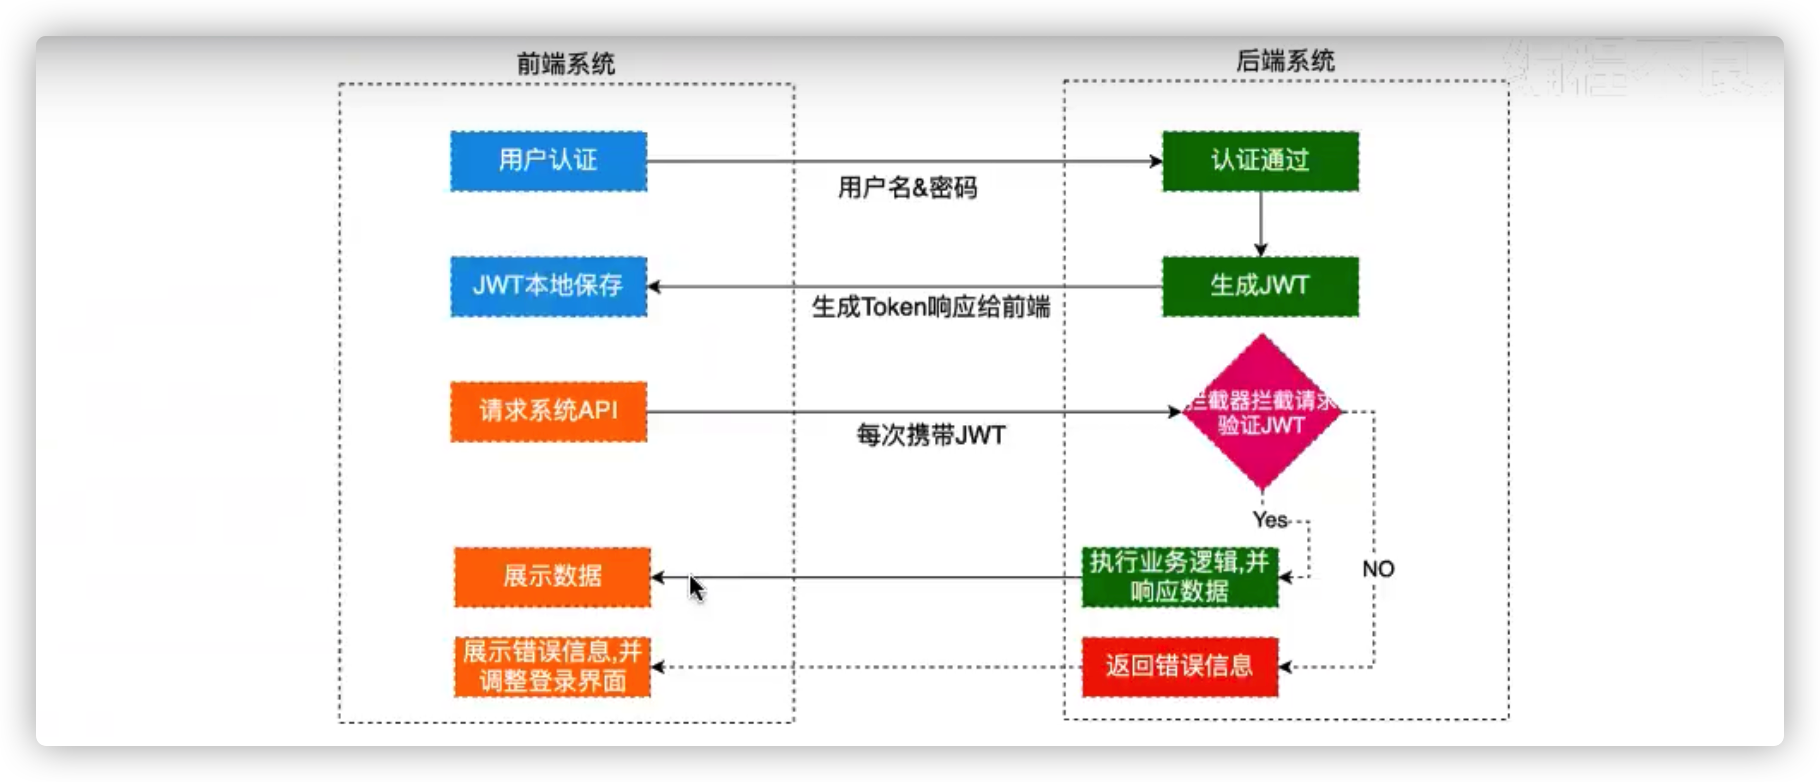 前端系统
后端系统
用户认证
认证通过
用户名&密码
JWT本地保存
生成JWT
生成Token响应给前端
请求系统API
拦截器拦截请求
验证JWT
每次携带JWT
Yes
展示数据
执行业务逻辑,并
响应数据
NO
展示错误信息,并
调整登录界面
返回错误信息